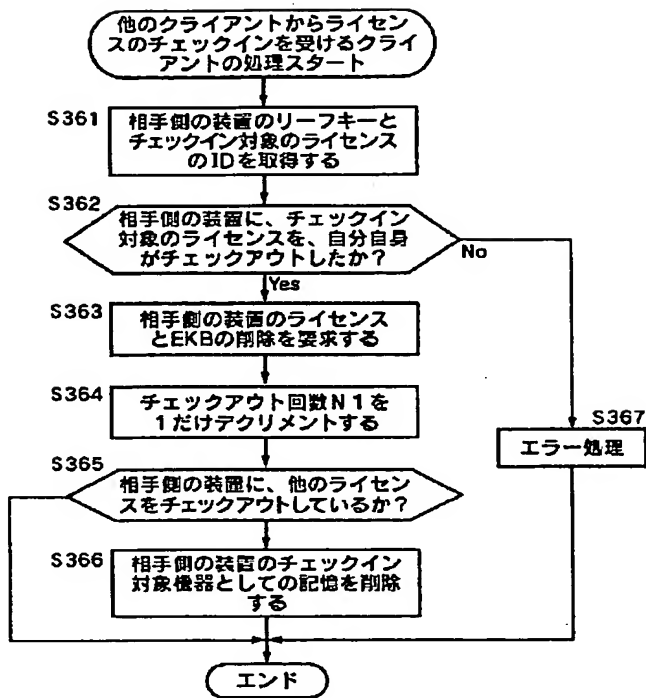 他のクライアントからライセン
スのチェックインを受けるクライ
アントの処理スタート
S361
相手側の装置のリーフキーと
チェックイン対象のライセンス
のIDを取得する
S362
相手側の装置に、チェックイン
対象のライセンスを、自分自身
がチェックアウトしたか？
No
Yes
S363
相手側の装置のライセンス
とEKBの削除を要求する
S364
チェックアウト回数N1を
1だけデクリメントする
S367
エラー処理
S365
相手側の装置に、他のライセン
スをチェックアウトしているか？
S366
相手側の装置のチェックイン
対象機器としての記憶を削除
する
エンド